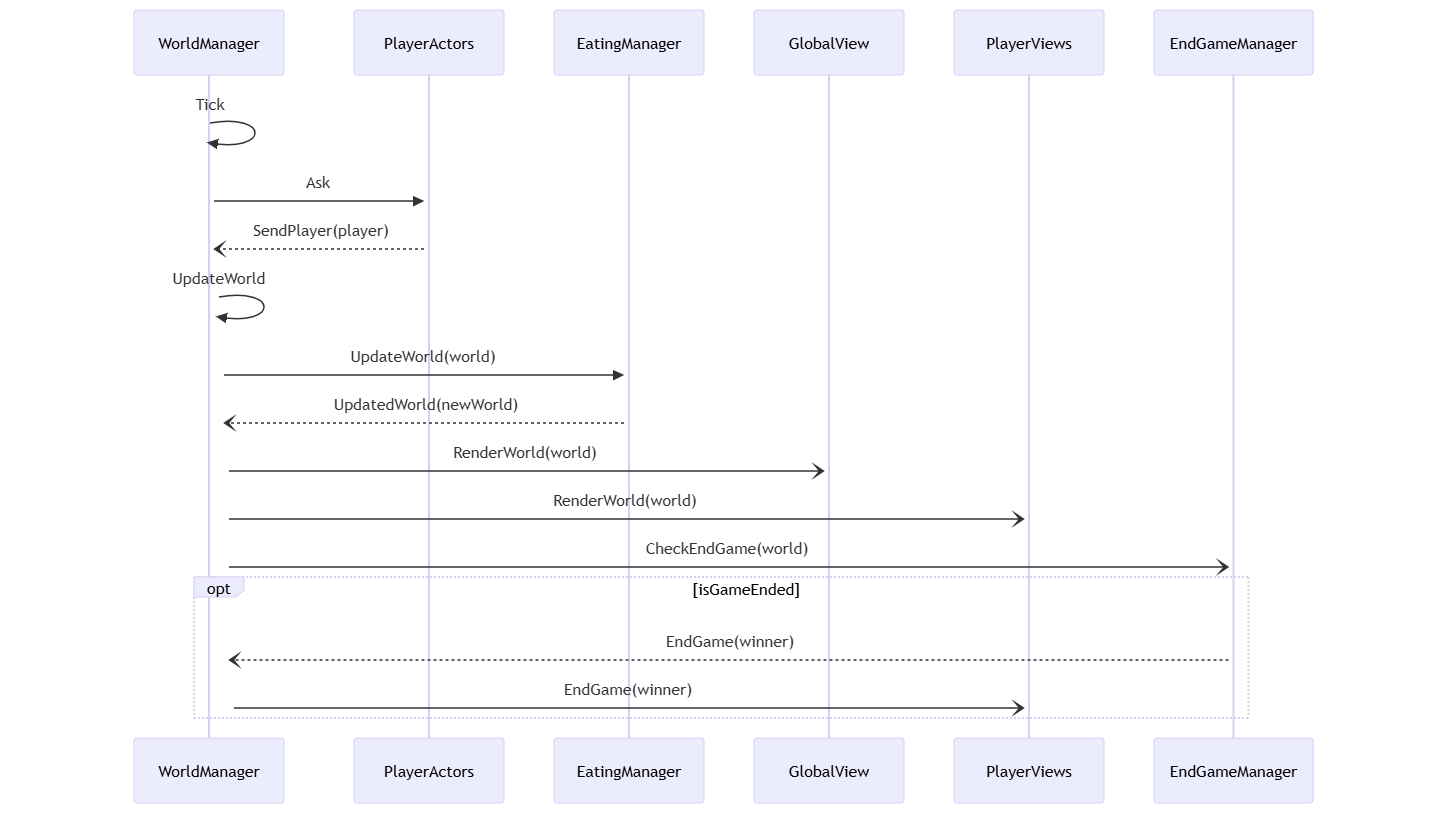 WorldManager
PlayerActors
EatingManager
GlobalView
PlayerViews
EndGameManager
Tick
Ask
SendPlayer(player)
UpdateWorld
UpdateWorld(world)
UpdatedWorld(newWorld)
RenderWorld(world)
RenderWorld(world)
CheckEndGame(world)
opt
[isGameEnded]
EndGame(winner)
EndGame(winner)
WorldManager
PlayerActors
EatingManager
GlobalView
PlayerViews
EndGameManager